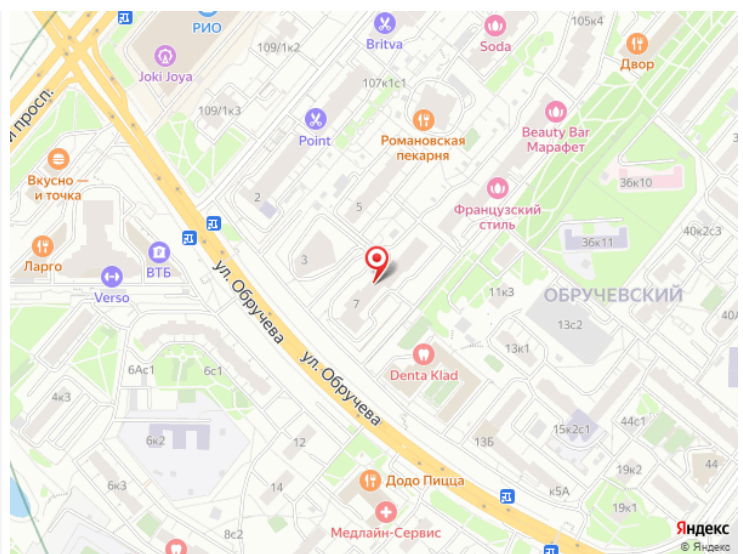 105к4
РИО
109/1к2
Britva
Soda
Двор
Joki Joya
107к1с1
109/1к3
и просп.
Point
Романовская
пекарня
Beauty Bar
Марафет
Вкусно —
и точка
2
5
Французский
стиль
36к10
40к2с3
36к11
Ларго
ВТБ
3
Verso
ул. Обручева
7
11к3
ОБРУЧЕВСКИЙ
13с2
40/
6Ас1
6с1
ул. Обручева
Denta Klad
13к1
4к3
6к2
12
13Б
15к2с1
44с1
6к3
14
Додо Пицца
к5А
19к2
44
19к1
8с2
Медлайн-Сервис
Яндекс
© Яндекс